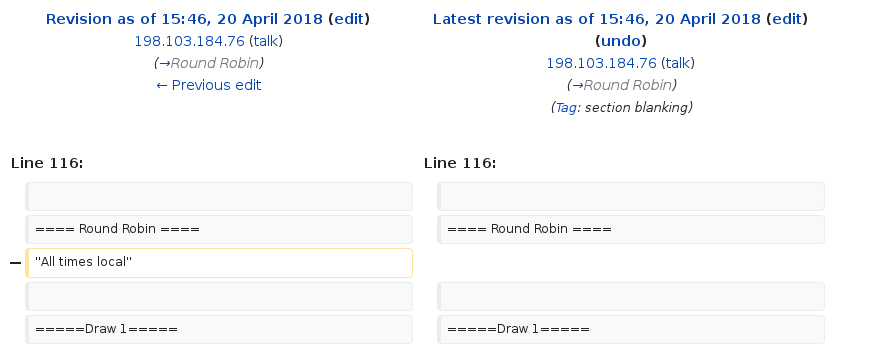 Revision as of 15:46, 20 April 2018 (edit)
198.103.184.76 (talk)
(→Round Robin)
← Previous edit
Latest revision as of 15:46, 20 April 2018 (edit)
(undo)
198.103.184.76 (talk)
(→Round Robin)
(Tag: section blanking)
Line 116:
Line 116:
==== Round Robin ====
==== Round Robin ====
− "All times local"
=====Draw 1=====
=====Draw 1=====